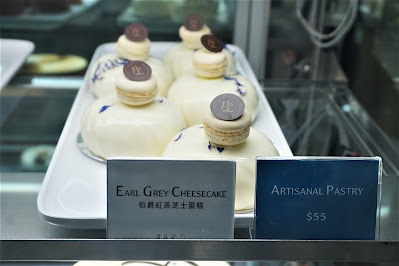 EARL GREY CHEESECAKE
伯爵紅茶芝士蛋糕
ARTISANAL PASTRY
$55